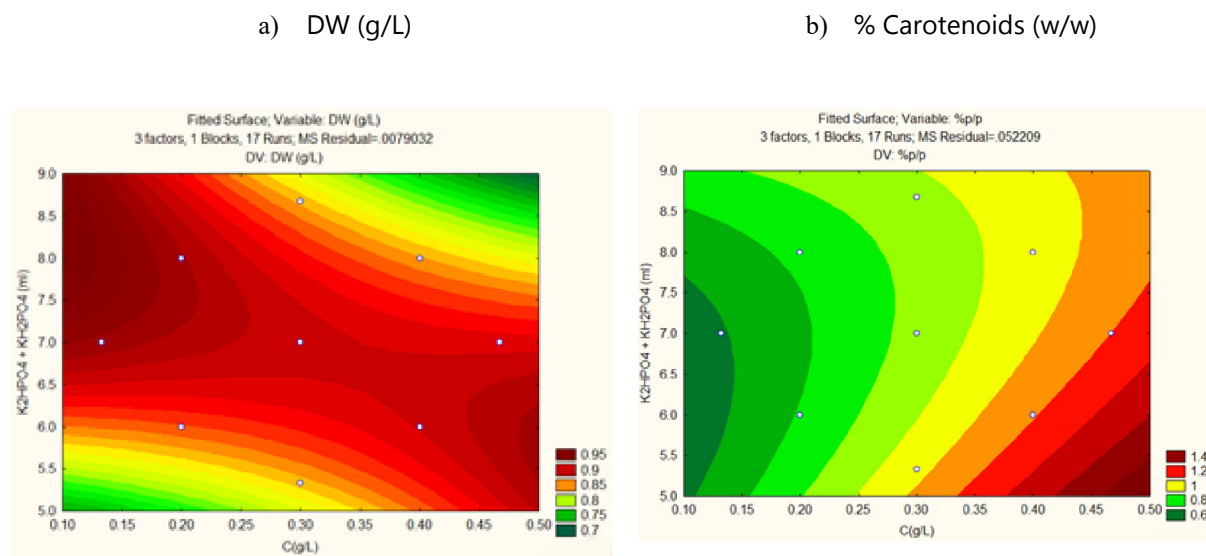 a) DW (g/L)
b) % Carotenoids (w/w)
Fitted Surface; Variable: DW (g/L)
3 factors, 1 Blocks, 17 Runs; MS Residual=.0079032
DV: DW (g/L)
9.0
8.5
8.0
7.5
7.0
6.5
6.0
5.5
5.0
K2HPO4 + KH2PO4 (ml)
0.10 0.15 0.20 0.25 0.30 0.35 0.40 0.45 0.50
C(g/L)
0.95
0.9
0.85
0.8
0.75
0.7
Fitted Surface; Variable: %p/p
3 factors, 1 Blocks, 17 Runs; MS Residual=.052209
DV: %p/p
9.0
8.5
8.0
7.5
7.0
6.5
6.0
5.5
5.0
K2HPO4 + KH2PO4 (ml)
0.10 0.15 0.20 0.25 0.30 0.35 0.40 0.45 0.50
C(g/L)
1.4
1.2
1
0.8
0.6